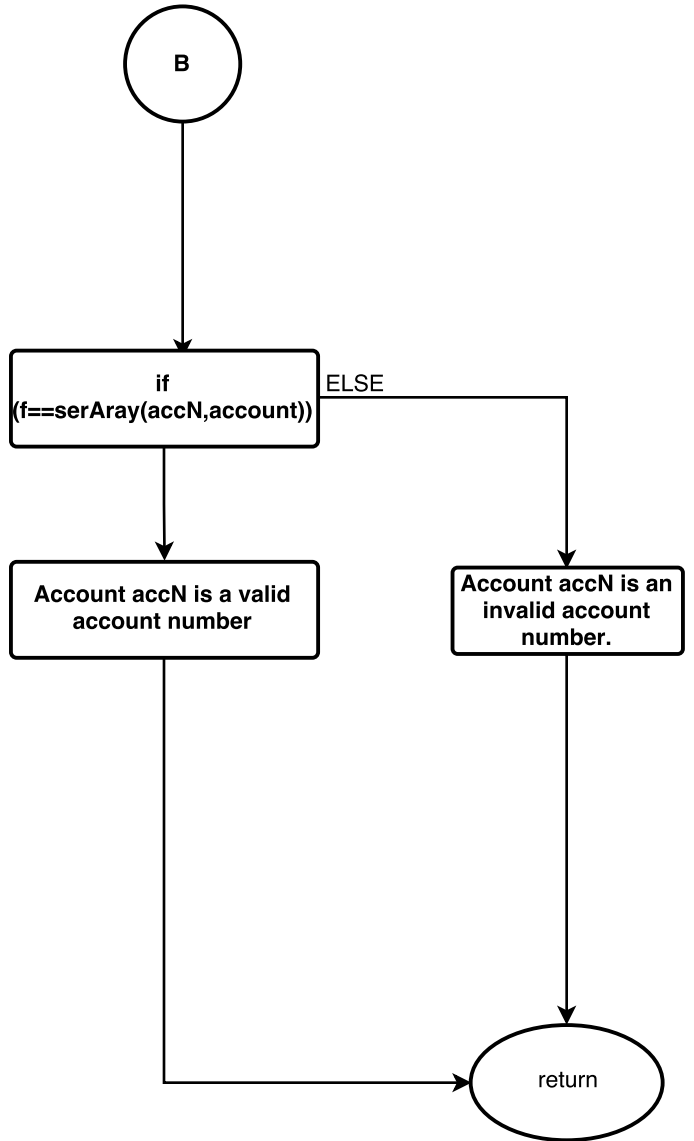 B
if
(f==serAray(accN,account))
ELSE
Account accN is a valid
account number
Account accN is an
invalid account
number.
return